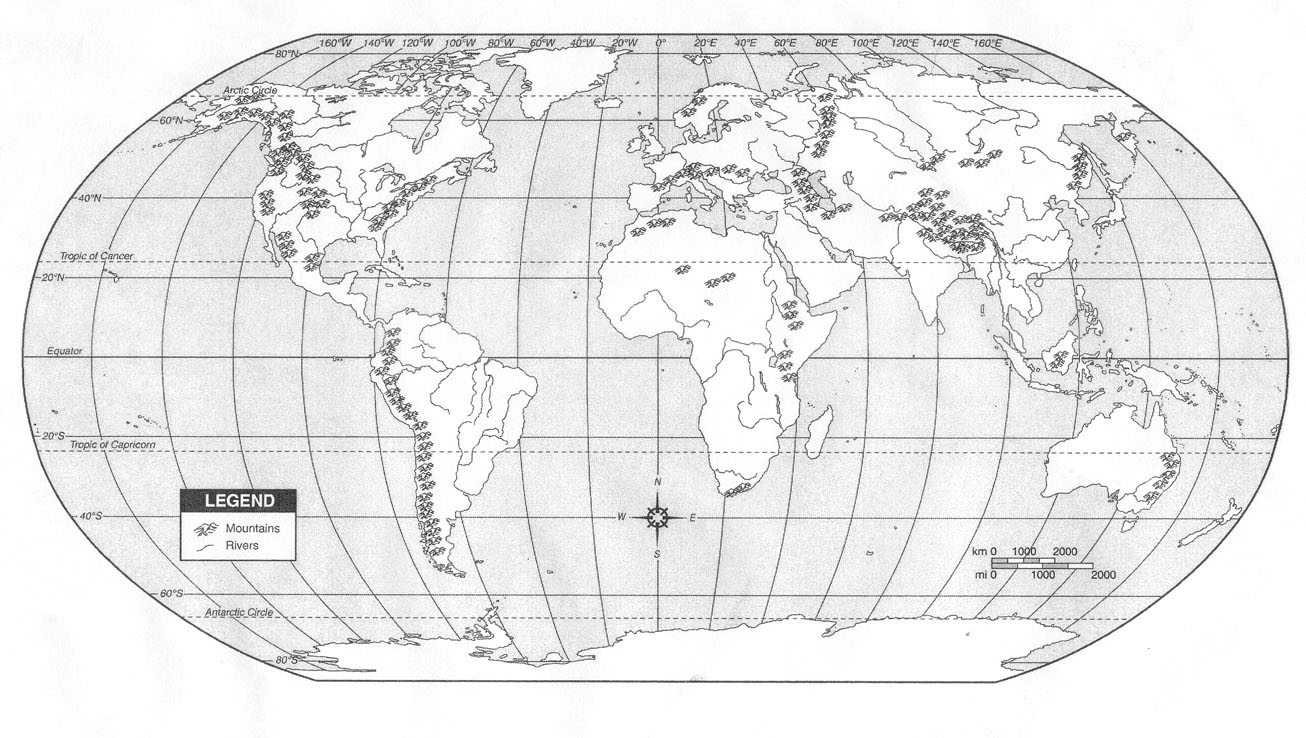 160°W 140°W 120°W 100°W 80°W 60°W 40°W 20°W 0° 20°E 40°E 60°E 80°E 100°E 120°E 140°E 160°E
80°N
Arctic Circle
60°N
40°N
Tropic of Cancer
20°N
Equator
20°S
Tropic of Capricorn
LEGEND
Mountains
Rivers
N
W E
S
40°S
km 0 1000 2000
mi 0 1000 2000
60°S
Antarctic Circle
80°S